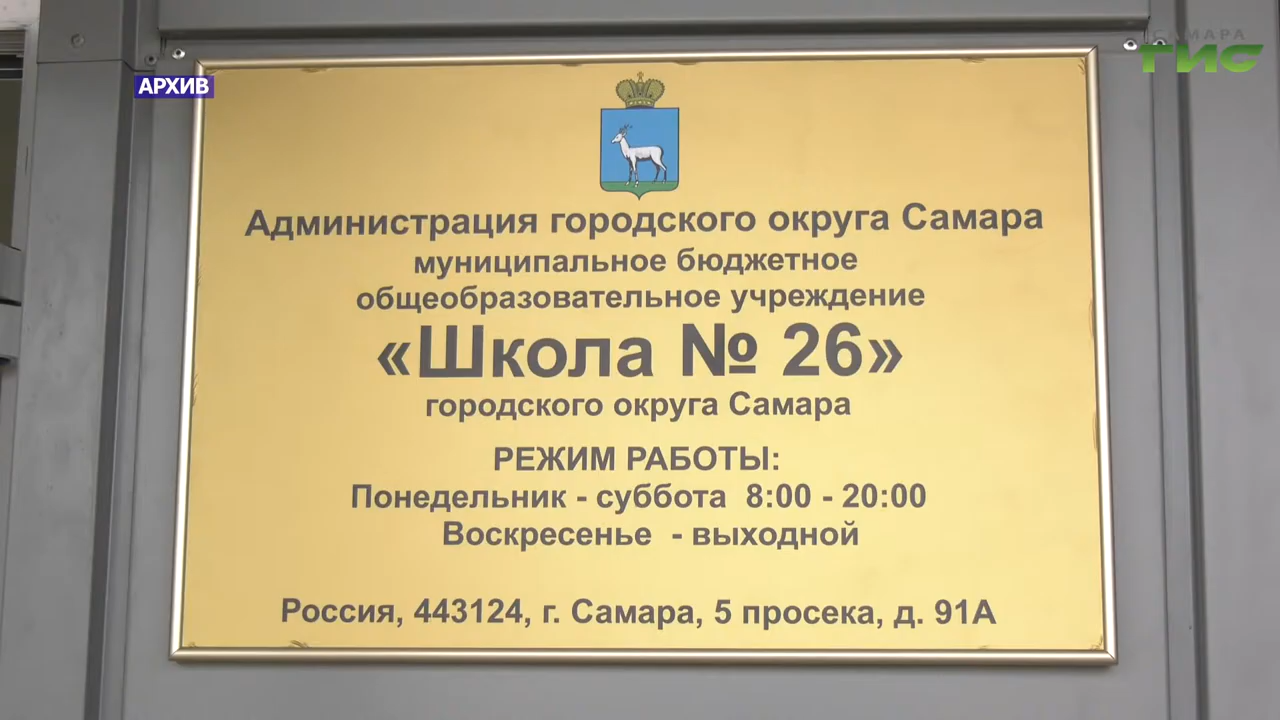 АРХИВ
САМАРА
ГИС
Администрация городского округа Самара
муниципальное бюджетное
общеобразовательное учреждение
«Школа № 26»
городского округа Самара
РЕЖИМ РАБОТЫ:
Понедельник - суббота 8:00 - 20:00
Воскресенье - выходной
Россия, 443124, г. Самара, 5 просека, д. 91А